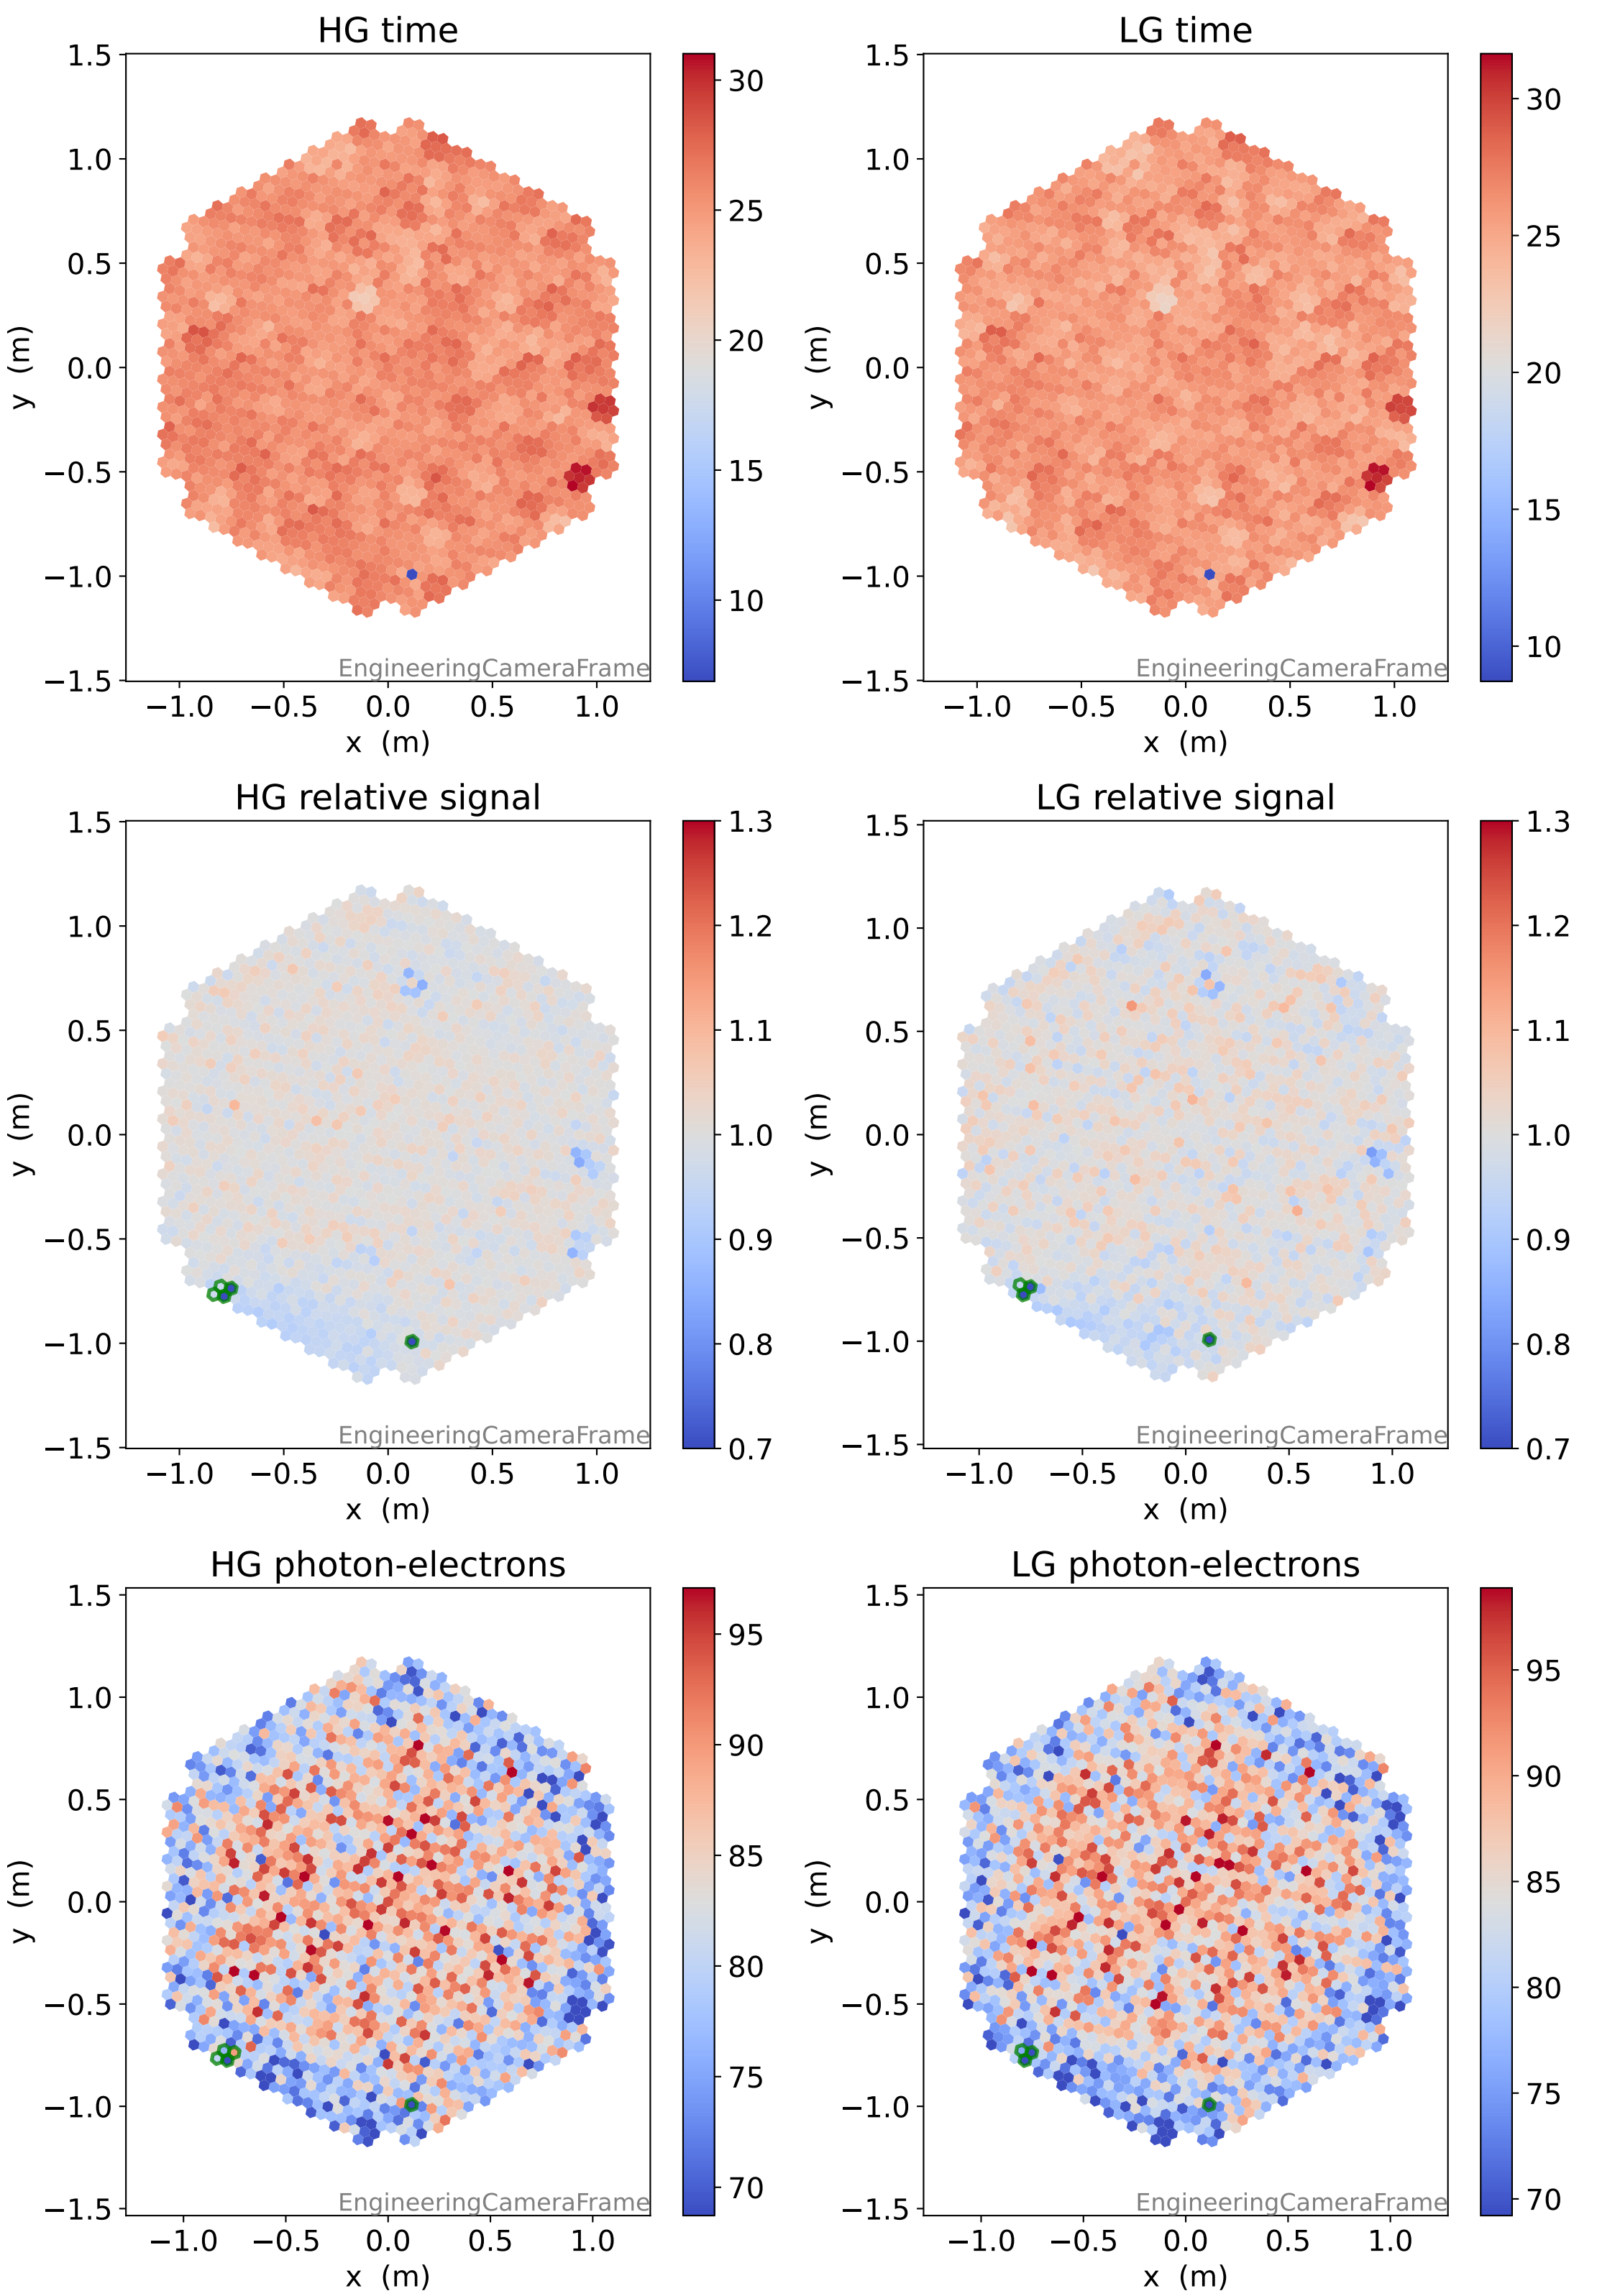 HG time
LG time
1.5
1.0
0.5
0.0
−0.5
−1.0
−1.5
y (m)
−1.0 −0.5 0.0 0.5 1.0
x (m)
EngineeringCameraFrame
30
25
20
15
10
1.5
1.0
0.5
0.0
−0.5
−1.0
−1.5
y (m)
−1.0 −0.5 0.0 0.5 1.0
x (m)
EngineeringCameraFrame
30
25
20
15
10
HG relative signal
LG relative signal
1.5
1.0
0.5
0.0
−0.5
−1.0
−1.5
y (m)
−1.0 −0.5 0.0 0.5 1.0
x (m)
EngineeringCameraFrame
1.3
1.2
1.1
1.0
0.9
0.8
0.7
1.5
1.0
0.5
0.0
−0.5
−1.0
−1.5
y (m)
−1.0 −0.5 0.0 0.5 1.0
x (m)
EngineeringCameraFrame
1.3
1.2
1.1
1.0
0.9
0.8
0.7
HG photon-electrons
LG photon-electrons
1.5
1.0
0.5
0.0
−0.5
−1.0
−1.5
y (m)
−1.0 −0.5 0.0 0.5 1.0
x (m)
EngineeringCameraFrame
95
90
85
80
75
70
1.5
1.0
0.5
0.0
−0.5
−1.0
−1.5
y (m)
−1.0 −0.5 0.0 0.5 1.0
x (m)
EngineeringCameraFrame
95
90
85
80
75
70